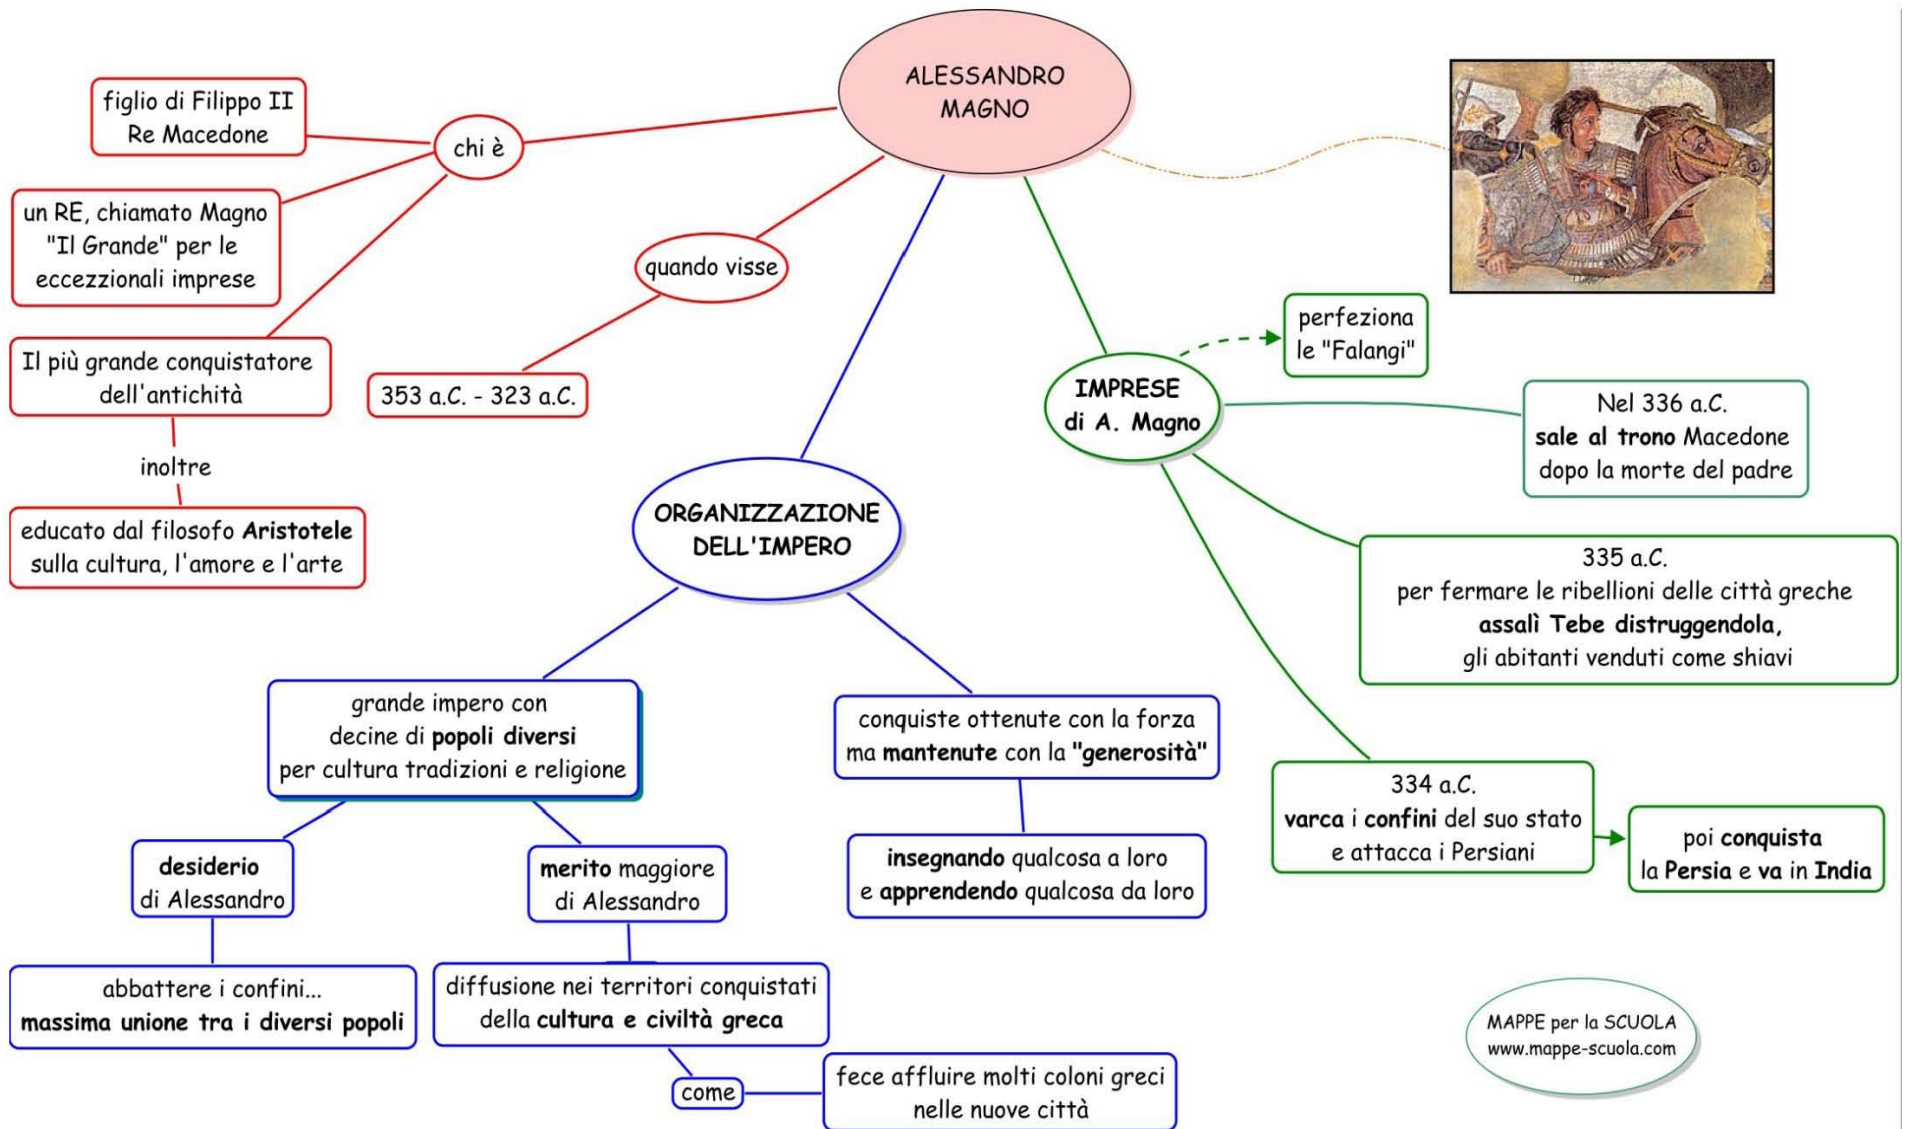 ALESSANDRO
MAGNO
figlio di Filippo II
Re Macedone
chi è
un RE, chiamato Magno
"Il Grande" per le
eccezzionali imprese
Il più grande conquistatore
dell'antichità
inoltre
educato dal filosofo Aristotele
sulla cultura, l'amore e l'arte
quando visse
353 a.C. - 323 a.C.
ORGANIZZAZIONE
DELL'IMPERO
grande impero con
decine di popoli diversi
per cultura tradizioni e religione
desiderio
di Alessandro
abbattere i confini...
massima unione tra i diversi popoli
merito maggiore
di Alessandro
diffusione nei territori conquistati
della cultura e civiltà greca
come
fece affluire molti coloni greci
nelle nuove città
conquiste ottenute con la forza
ma mantenute con la "generosità"
insegnando qualcosa a loro
e apprendendo qualcosa da loro
IMPRESE
di A. Magno
perfeziona
le "Falangi"
Nel 336 a.C.
sale al trono Macedone
dopo la morte del padre
335 a.C.
per fermare le ribellioni delle città greche
assalì Tebe distruggendola,
gli abitanti venduti come shiavi
334 a.C.
varca i confini del suo stato
e attacca i Persiani
poi conquista
la Persia e va in India
MAPPE per la SCUOLA
www.mappe-scuola.com